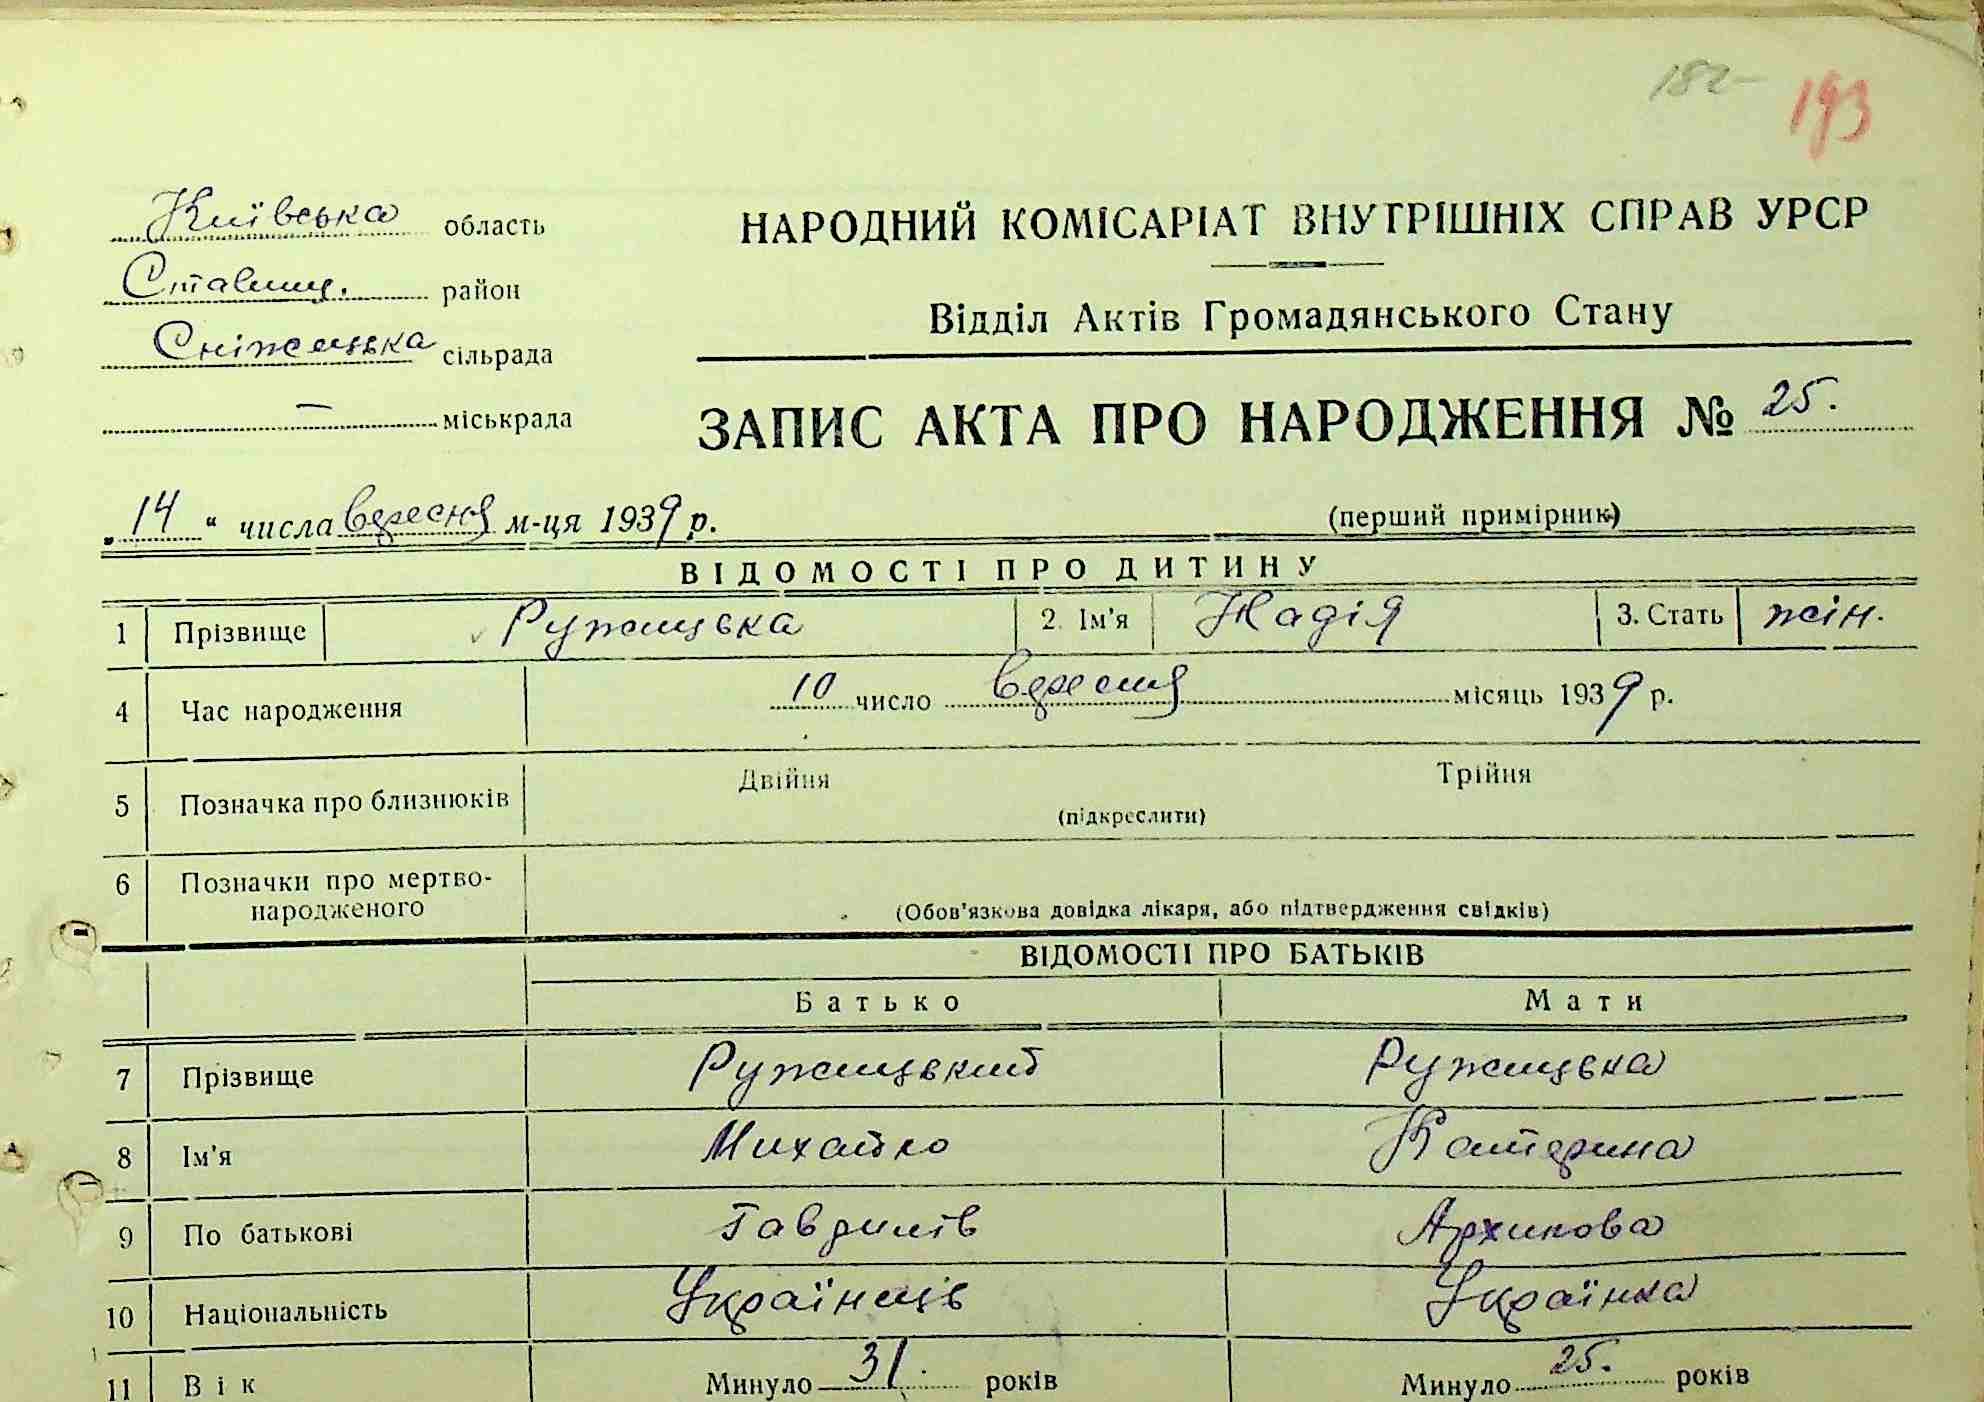 182 193
Київська область
Ставищ. район
Сніжецька сільрада
— міськрада
НАРОДНИЙ КОМІСАРІАТ ВНУТРІШНІХ СПРАВ УРСР
Відділ Актів Громадянського Стану
ЗАПИС АКТА ПРО НАРОДЖЕННЯ № 25.
„14“ числа вересня м-ця 1939 р.
(перший примірник)
ВІДОМОСТІ ПРО ДИТИНУ
1 Прізвище Ружицька 2. Ім'я Надія 3. Стать жін.
4 Час народження 10 число вересня місяць 1939 р.
5 Позначка про близнюків Двійня Трійня
(підкреслити)
6 Позначки про мертво-
народженого
(Обов'язкова довідка лікаря, або підтвердження свідків)
ВІДОМОСТІ ПРО БАТЬКІВ
Батько Мати
7 Прізвище Ружицький Ружицька
8 Ім'я Михайло Катерина
9 По батькові Гаврилів Архипова
10 Національність Українець Українка
11 Вік Минуло 31. років Минуло 25. років